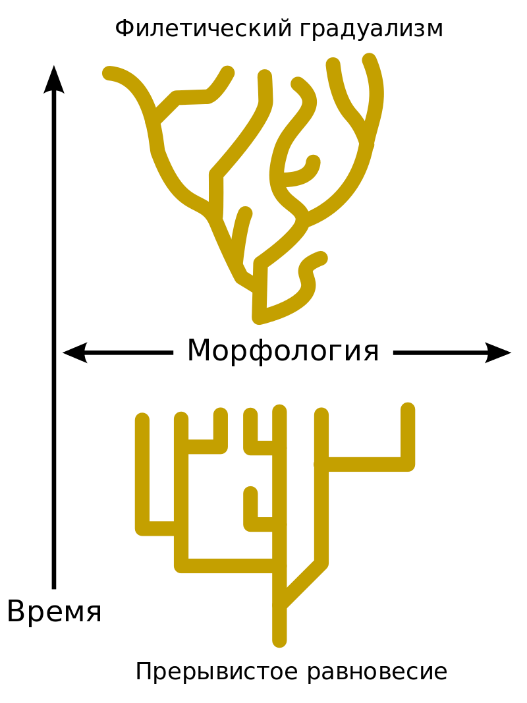 Филетический градуализм
Морфология
Время
Прерывистое равновесие